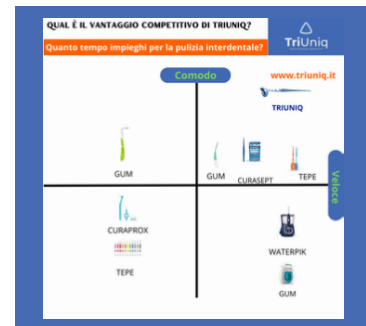 QUAL È IL VANTAGGIO COMPETITIVO DI TRIUNIQ?
Quanto tempo impieghi per la pulizia interdentale?
TriUniq
Comodo
www.triuniq.it
TRIUNIQ
GUM
GUM
CURASEPT
TEPE
Veloce
CURAPROX
TEPE
WATERPIK
GUM